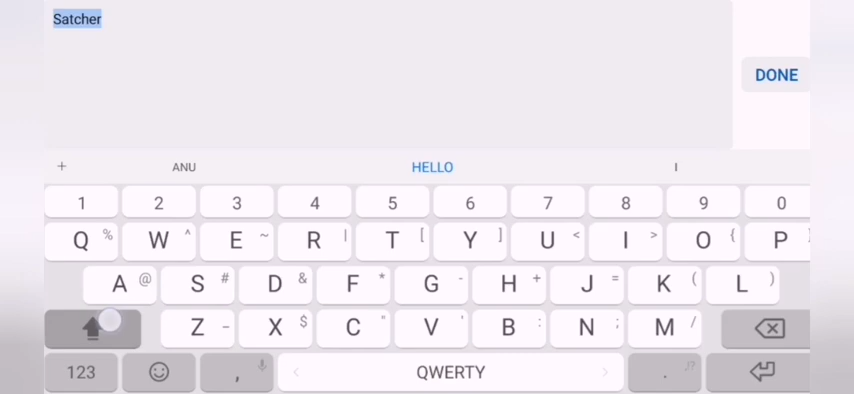 Satcher
DONE
+ ANU HELLO I
1 2 3 4 5 6 7 8 9 0
Q % W ^ E ~ R | T [ Y ] U < I > O { P }
A @ S # D & F * G - H + J = K ( L )
Z _ X $ C " V ' B : N ; M /
123 , < QWERTY > . ,!?